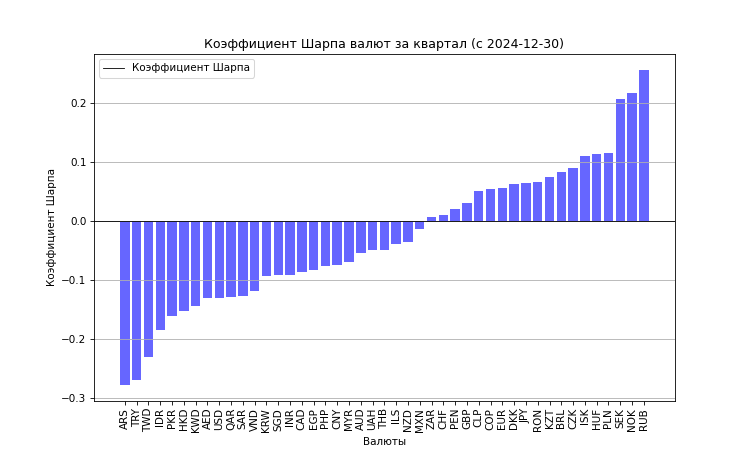 Коэффициент Шарпа валют за квартал (с 2024-12-30)
Коэффициент Шарпа
Коэффициент Шарпа
0.2
0.1
0.0
−0.1
−0.2
−0.3
ARS
TRY
TWD
IDR
PKR
HKD
KWD
AED
USD
QAR
SAR
VND
KRW
SGD
INR
CAD
EGP
PHP
CNY
MYR
AUD
UAH
THB
ILS
NZD
MXN
ZAR
CHF
PEN
GBP
CLP
COP
EUR
DKK
JPY
RON
KZT
BRL
CZK
ISK
HUF
PLN
SEK
NOK
RUB
Валюты